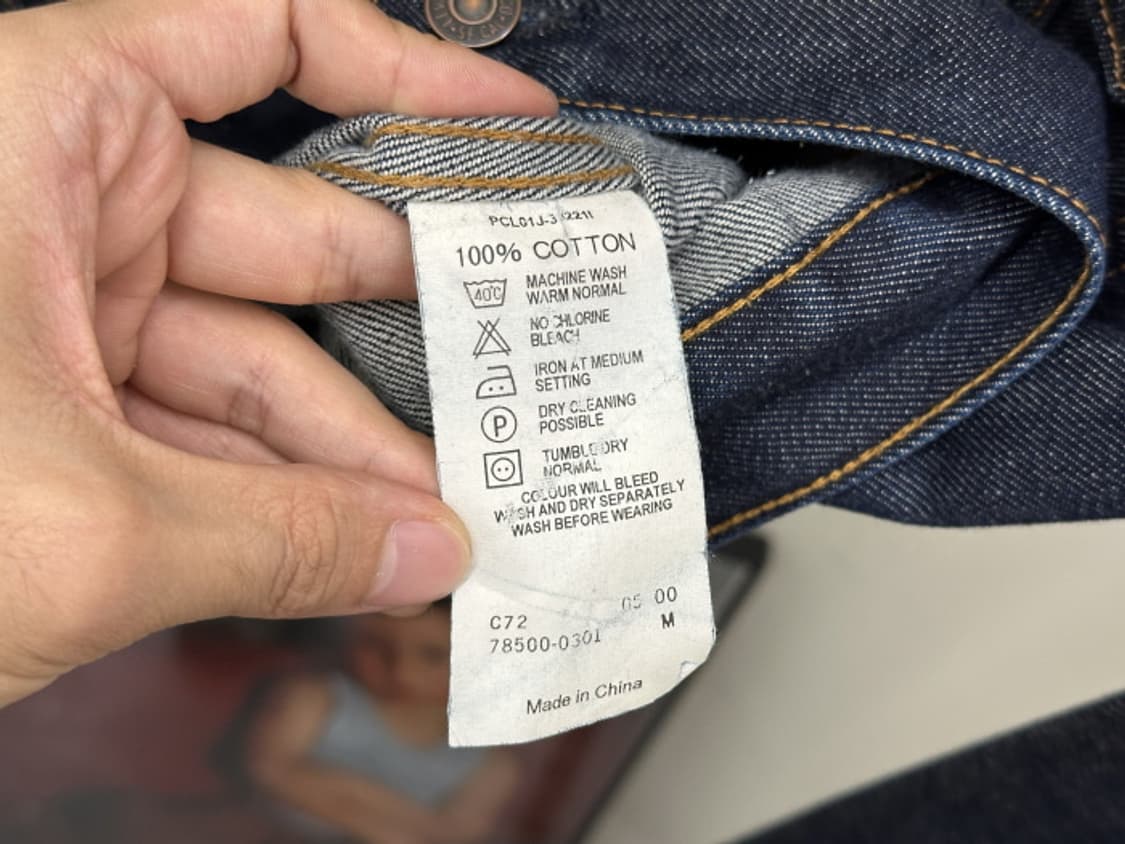 100% COTTON
40°C
MACHINE WASH
WARM NORMAL
NO CHLORINE
BLEACH
IRON AT MEDIUM
SETTING
P
DRY CLEANING
POSSIBLE
TUMBLE DRY
NORMAL
COLOUR WILL BLEED
WASH AND DRY SEPARATELY
WASH BEFORE WEARING
05 00
C72
M
78500-0301
Made in China